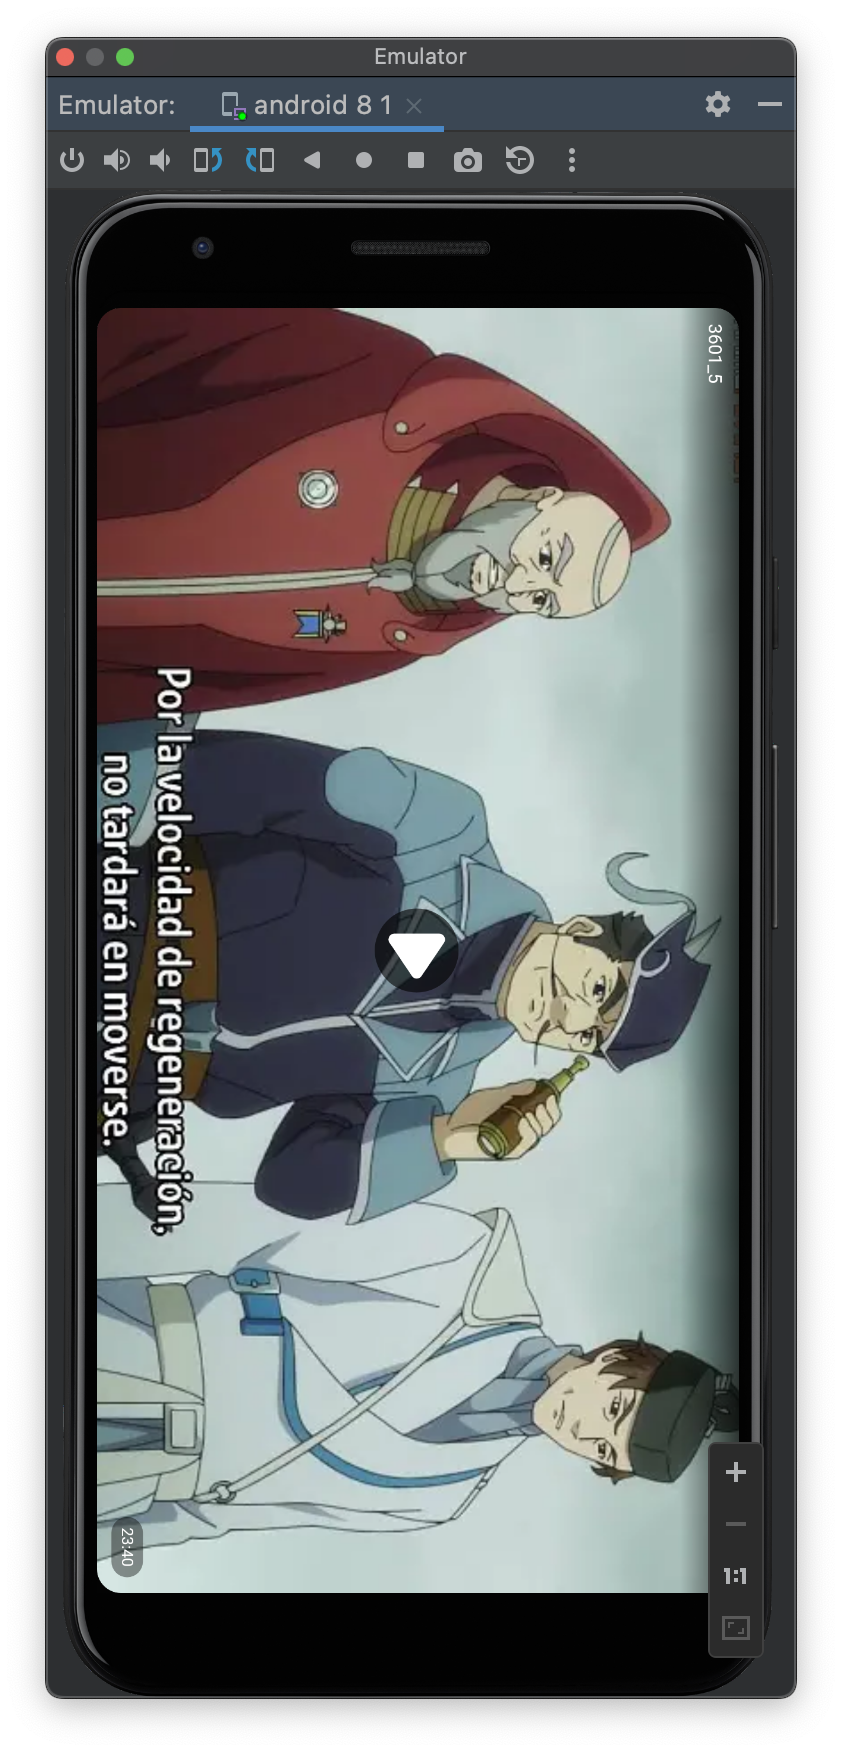 Emulator
Emulator:
android 8 1
3601_5
Por la velocidad de regeneración,
no tardará en moverse.
23:40
1:1